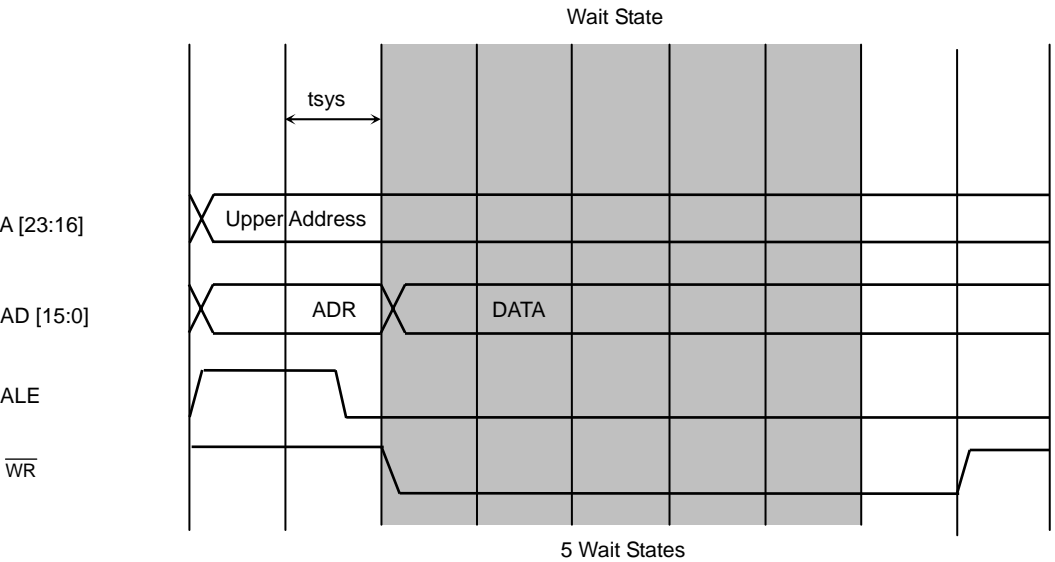 Wait State
tsys
A [23:16]
Upper Address
AD [15:0]
ADR
DATA
ALE
WR
5 Wait States